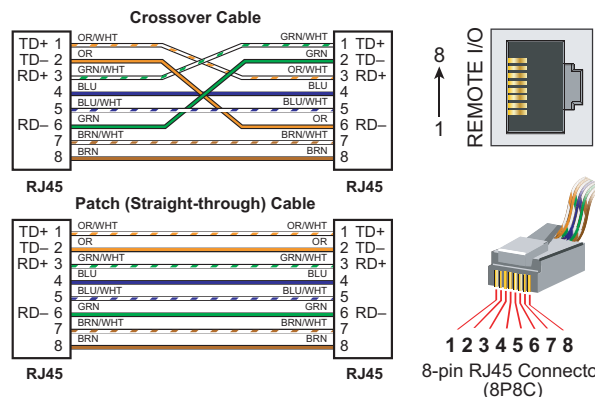 Crossover Cable
TD+ 1 OR/WHT GRN/WHT 1 TD+
TD– 2 OR GRN 2 TD–
RD+ 3 GRN/WHT OR/WHT 3 RD+
4 BLU BLU 4
5 BLU/WHT BLU/WHT 5
RD– 6 GRN OR 6 RD–
7 BRN/WHT BRN/WHT 7
8 BRN BRN 8
RJ45 RJ45
Patch (Straight-through) Cable
TD+ 1 OR/WHT OR/WHT 1 TD+
TD– 2 OR OR 2 TD–
RD+ 3 GRN/WHT GRN/WHT 3 RD+
4 BLU BLU 4
5 BLU/WHT BLU/WHT 5
RD– 6 GRN GRN 6 RD–
7 BRN/WHT BRN/WHT 7
8 BRN BRN 8
RJ45 RJ45
8
1
REMOTE I/O
1 2 3 4 5 6 7 8
8-pin RJ45 Connecto
(8P8C)